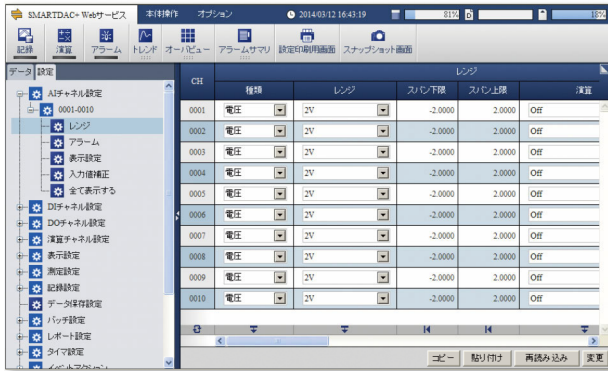 SMARTDAC+ Webサービス 本体操作 オプション 2014/03/12 16:43:19 81% 18%
記録 演算 アラーム トレンド オーバビュー アラームサマリ 設定印刷用画面 スナップショット画面
データ 設定
AIチャネル設定
0001-0010
レンジ
アラーム
表示設定
入力値補正
全て表示する
DIチャネル設定
DOチャネル設定
演算チャネル設定
表示設定
測定設定
記録設定
データ保存設定
バッチ設定
レポート設定
タイマ設定
イベントアクション
CH レンジ
種類 レンジ スパン下限 スパン上限 演算
0001 電圧 2V -2.0000 2.0000 Off
0002 電圧 2V -2.0000 2.0000 Off
0003 電圧 2V -2.0000 2.0000 Off
0004 電圧 2V -2.0000 2.0000 Off
0005 電圧 2V -2.0000 2.0000 Off
0006 電圧 2V -2.0000 2.0000 Off
0007 電圧 2V -2.0000 2.0000 Off
0008 電圧 2V -2.0000 2.0000 Off
0009 電圧 2V -2.0000 2.0000 Off
0010 電圧 2V -2.0000 2.0000 Off
コピー 貼り付け 再読み込み 変更